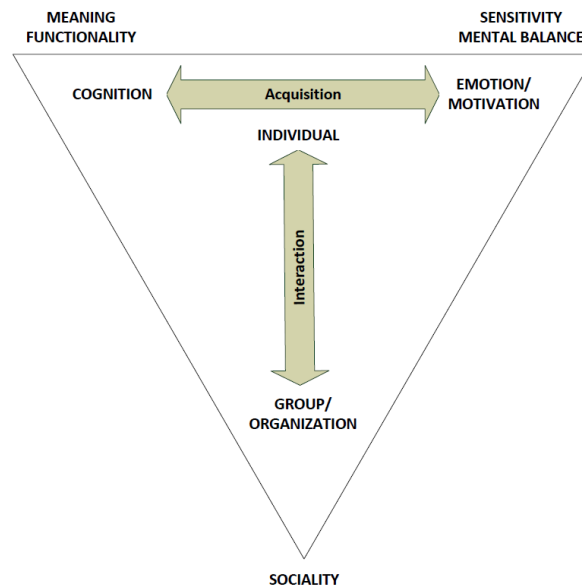 MEANING
FUNCTIONALITY
SENSITIVITY
MENTAL BALANCE
COGNITION
Acquisition
EMOTION/
MOTIVATION
INDIVIDUAL
Interaction
GROUP/
ORGANIZATION
SOCIALITY